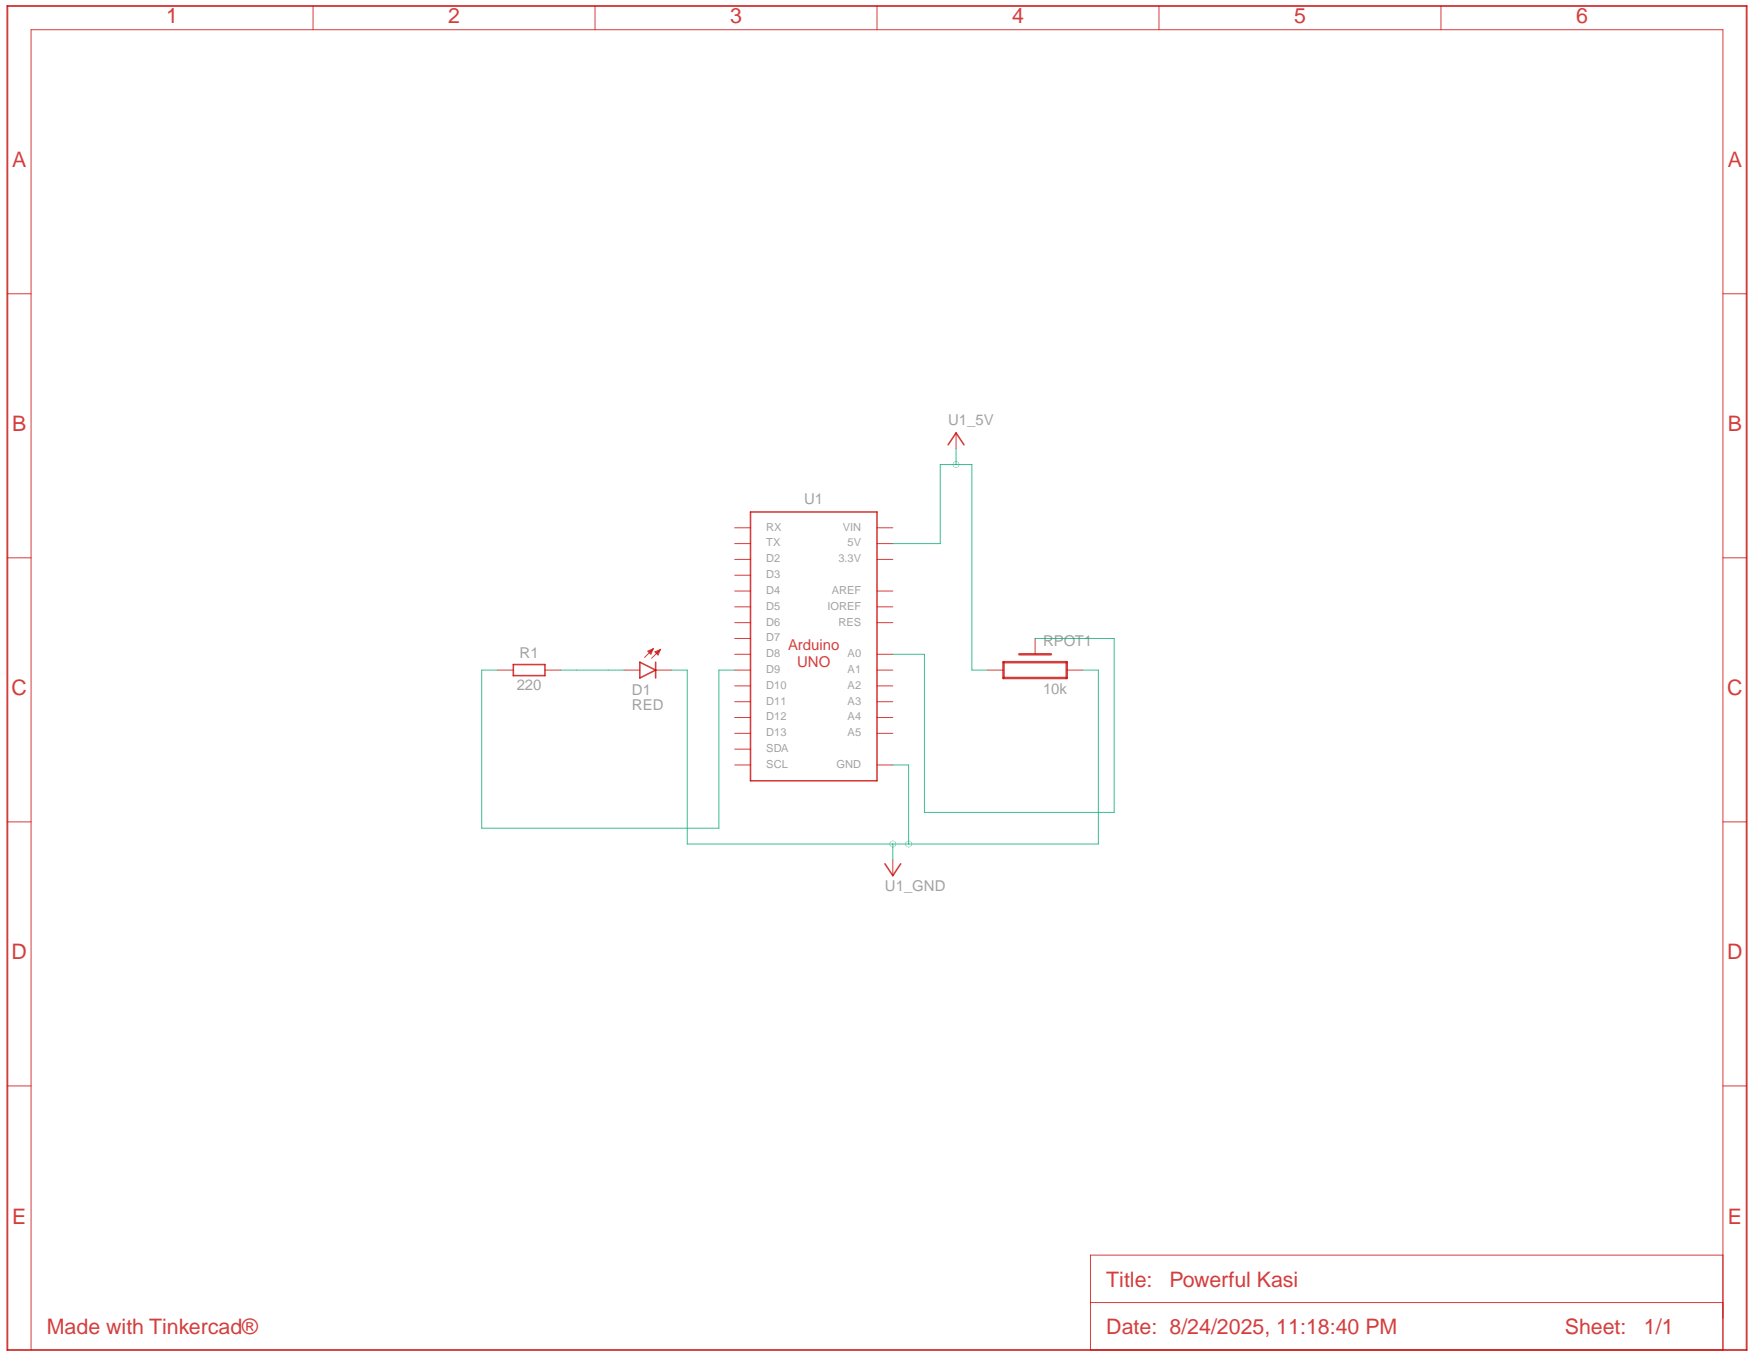 1 2 3 4 5 6
A A
B B
U1_5V
U1
RX VIN
TX 5V
D2 3.3V
D3
D4 AREF
D5 IOREF
D6 RES
D7
Arduino
UNO
D8 A0
D9 A1
D10 A2
D11 A3
D12 A4
D13 A5
SDA
SCL GND
R1
220
D1
RED
RPOT1
10k
C C
U1_GND
D D
E E
Title: Powerful Kasi
Date: 8/24/2025, 11:18:40 PM Sheet: 1/1
Made with Tinkercad®